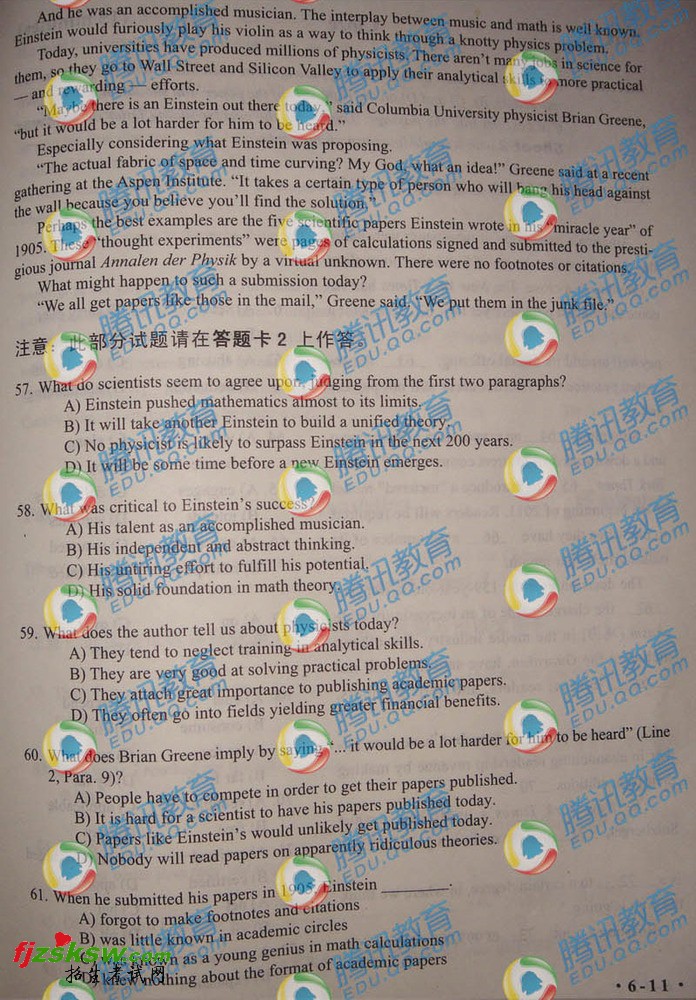 And he was an accomplished musician. The interplay between music and math is well known.
Einstein would furiously play his violin as a way to think through a knotty physics problem.
Today, universities have produced millions of physicists. There aren't many jobs in science for
them, so they go to Wall Street and Silicon Valley to apply their analytical skills to more practical
— and rewarding — efforts.
"Maybe there is an Einstein out there today," said Columbia University physicist Brian Greene,
"but it would be a lot harder for him to be heard."
Especially considering what Einstein was proposing.
"The actual fabric of space and time curving? My God, what an idea!" Greene said at a recent
gathering at the Aspen Institute. "It takes a certain type of person who will bang his head against
the wall because you believe you'll find the solution."
Perhaps the best examples are the five scientific papers Einstein wrote in his "miracle year" of
1905. These "thought experiments" were pages of calculations signed and submitted to the presti-
gious journal Annalen der Physik by a virtual unknown. There were no footnotes or citations.
What might happen to such a submission today?
"We all get papers like those in the mail," Greene said. "We put them in the junk file."
注意：此部分试题请在答题卡 2 上作答。
57. What do scientists seem to agree upon, judging from the first two paragraphs?
A) Einstein pushed mathematics almost to its limits.
B) It will take another Einstein to build a unified theory.
C) No physicist is likely to surpass Einstein in the next 200 years.
D) It will be some time before a new Einstein emerges.
58. What was critical to Einstein's success?
A) His talent as an accomplished musician.
B) His independent and abstract thinking.
C) His untiring effort to fulfill his potential.
D) His solid foundation in math theory.
59. What does the author tell us about physicists today?
A) They tend to neglect training in analytical skills.
B) They are very good at solving practical problems.
C) They attach great importance to publishing academic papers.
D) They often go into fields yielding greater financial benefits.
60. What does Brian Greene imply by saying "... it would be a lot harder for him to be heard" (Line
2, Para. 9)?
A) People have to compete in order to get their papers published.
B) It is hard for a scientist to have his papers published today.
C) Papers like Einstein's would unlikely get published today.
D) Nobody will read papers on apparently ridiculous theories.
61. When he submitted his papers in 1905, Einstein ________.
A) forgot to make footnotes and citations
B) was little known in academic circles
was known as a young genius in math calculations
knew nothing about the format of academic papers
· 6-11 ·
腾讯教育
EDU.QQ.COM
fjzsksw.com
招生考试网